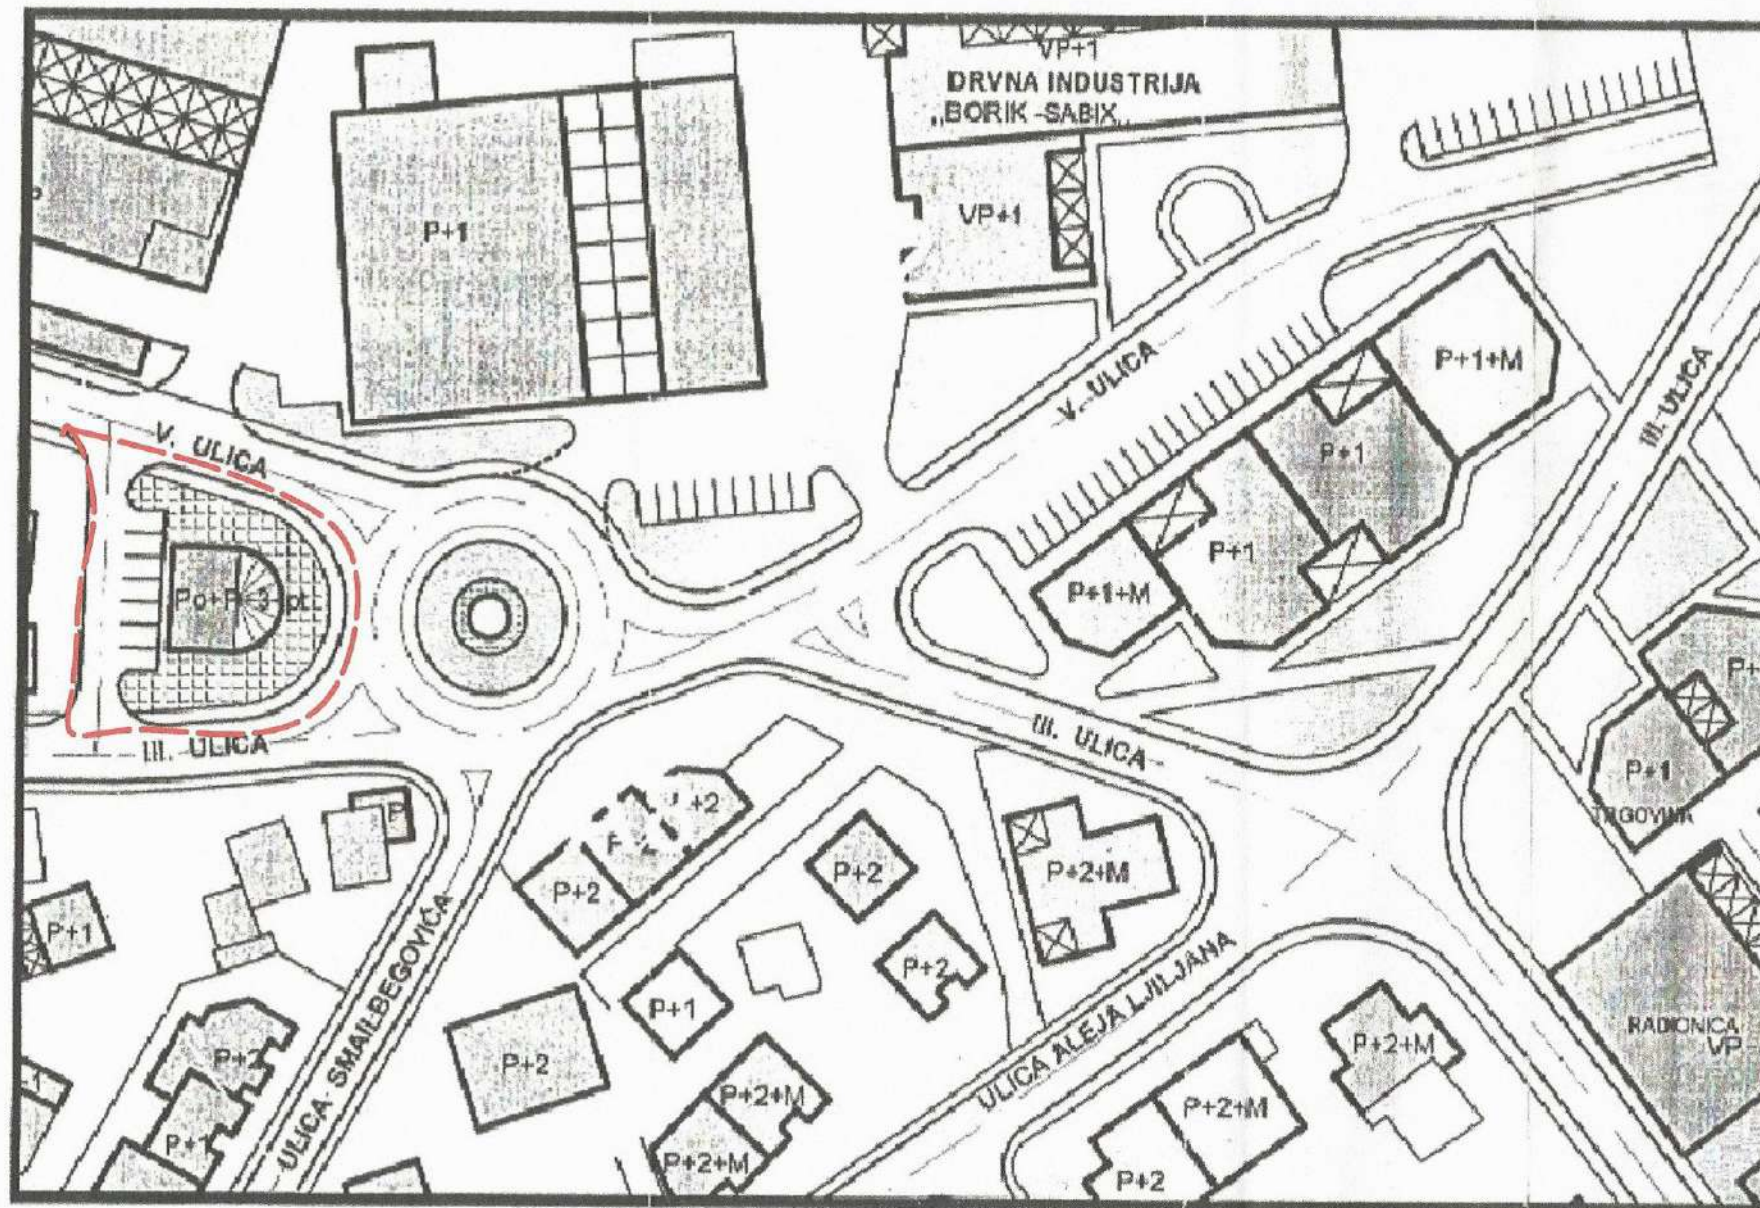 VP+1
DRVNA INDUSTRIJA
„BORIK -SABIX„
P+1
VP+1
V. ULICA
P+1+M
III. ULICA
V. ULICA
P+1
P+1
P+1+M
III. ULICA
III. ULICA
P+1
TRGOVINA
P
P+2
P+2
P+2+M
P+1
P+2
P+1
P+2
ULICA SMAILBEGOVIĆA
ULICA ALEJA LJILJANA
P+2
P+1
P+2+M
P+2+M
P+2+M
P+2+M
P+2
RADIONICA
VP